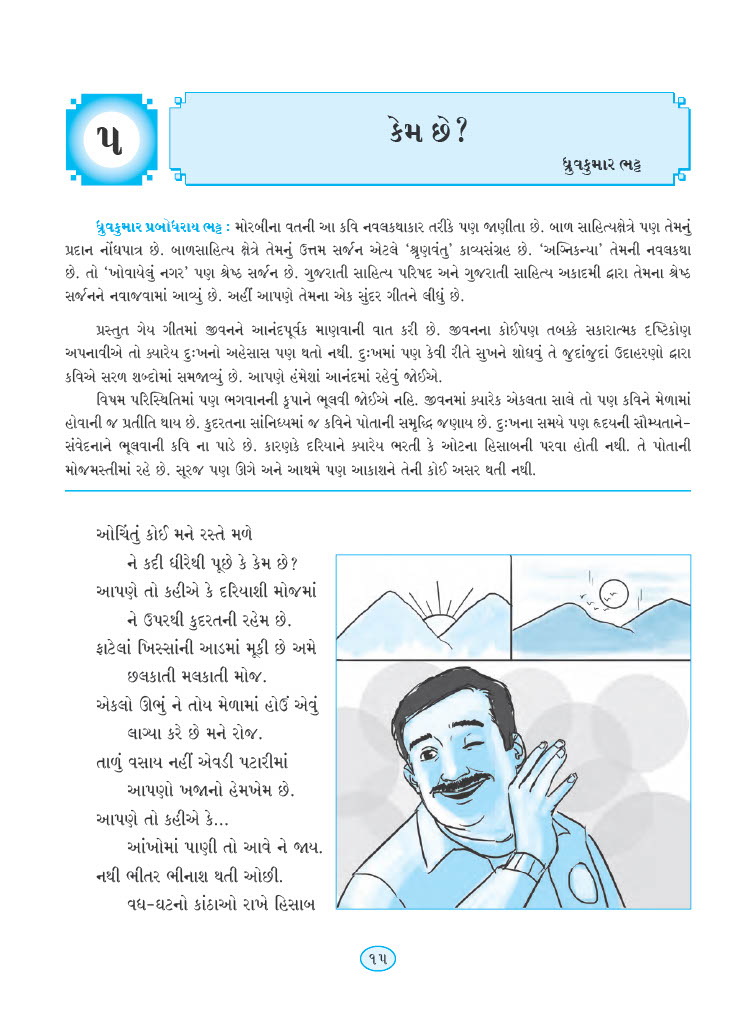 ૫
કેમ છે?
ધ્રુવકુમાર ભટ્ટ
ધ્રુવકુમાર પ્રબોધરાય ભટ્ટ : મોરબીના વતની આ કવિ નવલકથાકાર તરીકે પણ જાણીતા છે. બાળ સાહિત્યક્ષેત્રે પણ તેમનું
પ્રદાન નોંધપાત્ર છે. બાળસાહિત્ય ક્ષેત્રે તેમનું ઉત્તમ સર્જન એટલે ‘શ્રૃણવંતુ’ કાવ્યસંગ્રહ છે. ‘અગ્નિકન્યા’ તેમની નવલકથા
છે. તો ‘ખોવાયેલું નગર’ પણ શ્રેષ્ઠ સર્જન છે. ગુજરાતી સાહિત્ય પરિષદ અને ગુજરાતી સાહિત્ય અકાદમી દ્વારા તેમના શ્રેષ્ઠ
સર્જનને નવાજવામાં આવ્યું છે. અહીં આપણે તેમના એક સુંદર ગીતને લીધું છે.
પ્રસ્તુત ગેય ગીતમાં જીવનને આનંદપૂર્વક માણવાની વાત કરી છે. જીવનના કોઈપણ તબક્કે સકારાત્મક દૃષ્ટિકોણ
અપનાવીએ તો ક્યારેય દુઃખનો અહેસાસ પણ થતો નથી. દુઃખમાં પણ કેવી રીતે સુખને શોધવું તે જુદાંજુદાં ઉદાહરણો દ્વારા
કવિએ સરળ શબ્દોમાં સમજાવ્યું છે. આપણે હંમેશાં આનંદમાં રહેવું જોઈએ.
વિષમ પરિસ્થિતિમાં પણ ભગવાનની કૃપાને ભૂલવી જોઈએ નહિ. જીવનમાં ક્યારેક એકલતા સાલે તો પણ કવિને મેળામાં
હોવાની જ પ્રતીતિ થાય છે. કુદરતના સાંનિધ્યમાં જ કવિને પોતાની સમૃદ્ધિ જણાય છે. દુઃખના સમયે પણ હૃદયની સૌમ્યતાને-
સંવેદનાને ભૂલવાની કવિ ના પાડે છે. કારણકે દરિયાને ક્યારેય ભરતી કે ઓટના હિસાબની પરવા હોતી નથી. તે પોતાની
મોજમસ્તીમાં રહે છે. સૂરજ પણ ઊગે અને આથમે પણ આકાશને તેની કોઈ અસર થતી નથી.
ઓચિંતું કોઈ મને રસ્તે મળે
ને કદી ધીરેથી પૂછે કે કેમ છે?
આપણે તો કહીએ કે દરિયાશી મોજમાં
ને ઉપરથી કુદરતની રહેમ છે.
ફાટેલાં ખિસ્સાંની આડમાં મૂકી છે અમે
છલકાતી મલકાતી મોજ.
એકલો ઊભું ને તોય મેળામાં હોઉં એવું
લાગ્યા કરે છે મને રોજ.
તાળું વસાય નહીં એવડી પટારીમાં
આપણો ખજાનો હેમખેમ છે.
આપણે તો કહીએ કે...
આંખોમાં પાણી તો આવે ને જાય.
નથી ભીતર ભીનાશ થતી ઓછી.
વધ-ઘટનો કાંઠાઓ રાખે હિસાબ
૧૫